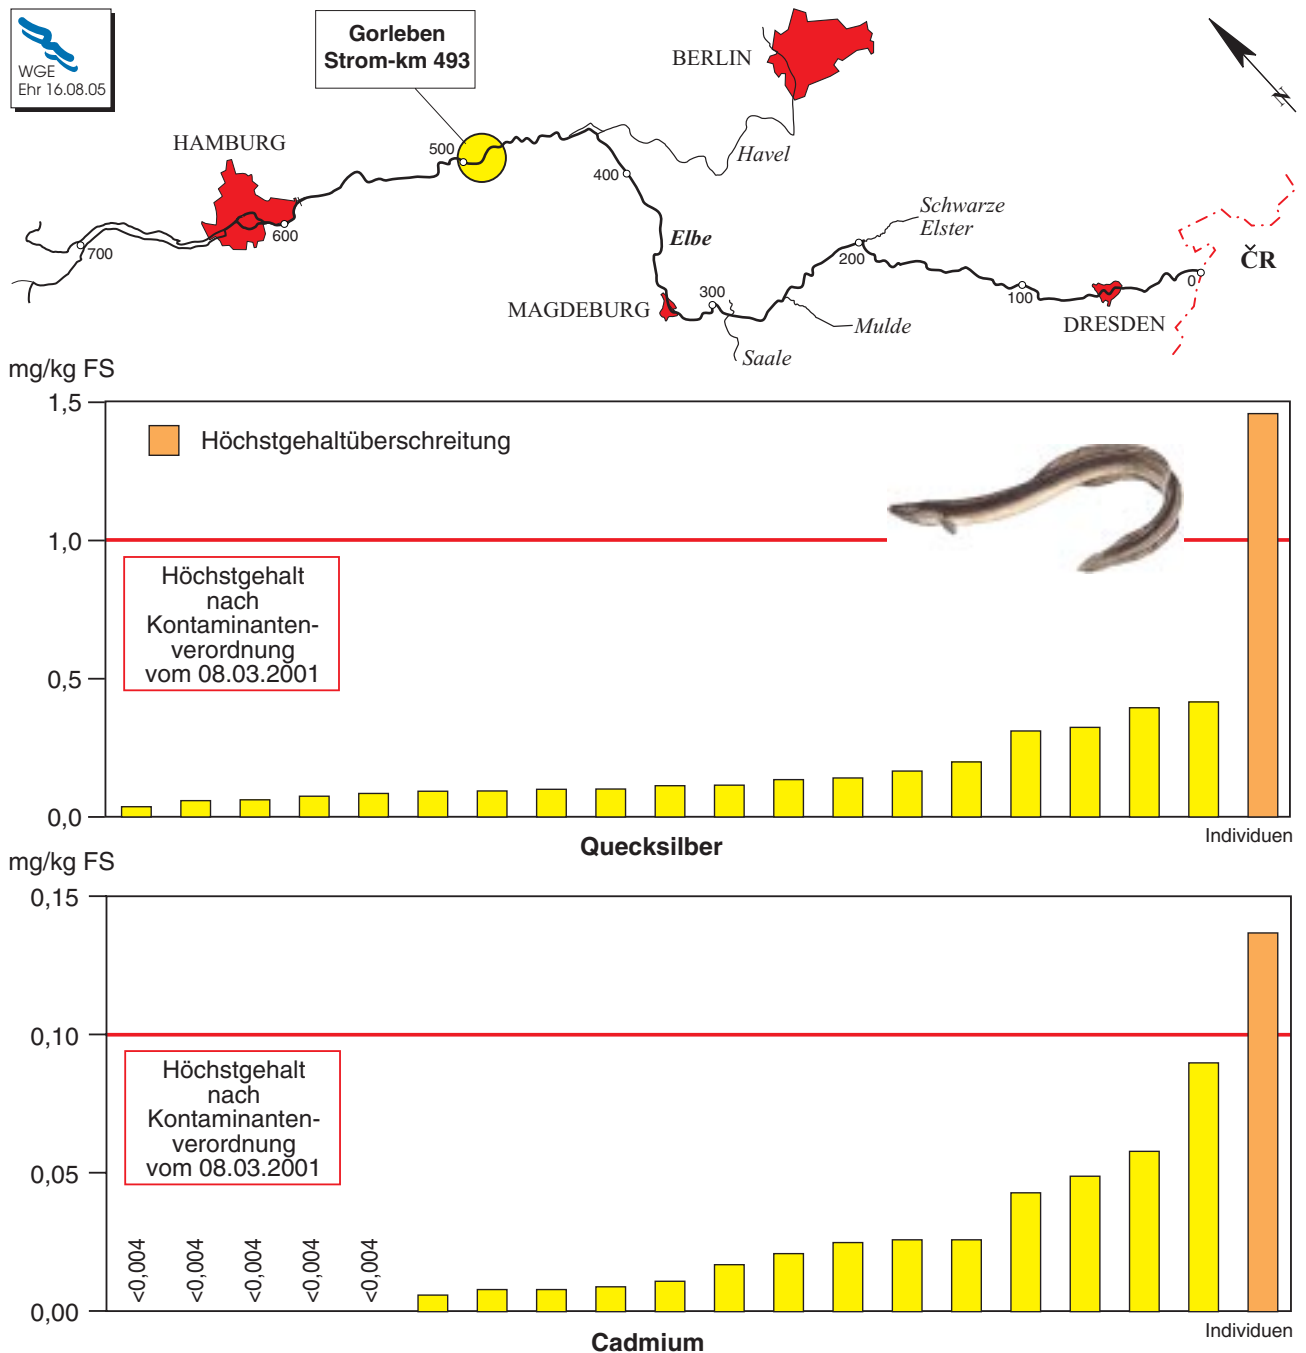 WGE
Ehr 16.08.05
Gorleben
Strom-km 493
BERLIN
N
HAMBURG
500
Havel
400
Schwarze
Elster
600
Elbe
700
200
ČR
0
300
100
MAGDEBURG
Mulde
DRESDEN
Saale
mg/kg FS
1,5
Höchstgehaltüberschreitung
1,0
Höchstgehalt
nach
Kontaminanten-
verordnung
vom 08.03.2001
0,5
0,0
Individuen
Quecksilber
mg/kg FS
0,15
0,10
Höchstgehalt
nach
Kontaminanten-
verordnung
vom 08.03.2001
0,05
<0,004
<0,004
<0,004
<0,004
<0,004
0,00
Individuen
Cadmium